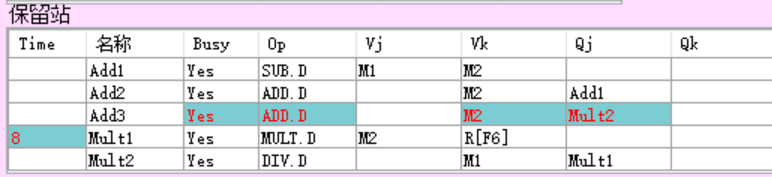 保留站
Time 名称 Busy Op Vj Vk Qj Qk
Add1 Yes SUB.D M1 M2
Add2 Yes ADD.D M2 Add1
Add3 Yes ADD.D M2 Mult2
8 Mult1 Yes MULT.D M2 R[F6]
Mult2 Yes DIV.D M1 Mult1